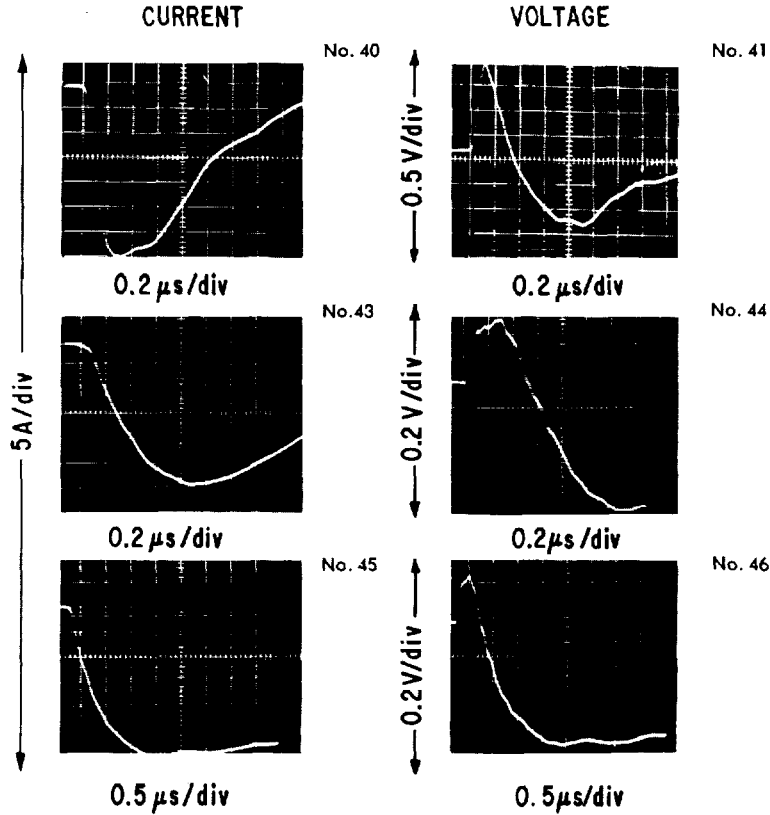 CURRENT
VOLTAGE
No. 40
No. 41
0.5 V/div
0.2 µs/div
0.2 µs/div
No.43
No. 44
5A/div
0.2 V/div
0.2 µs/div
0.2µs/div
No. 45
No. 46
0.2V/div
0.5 µs/div
0.5µs/div